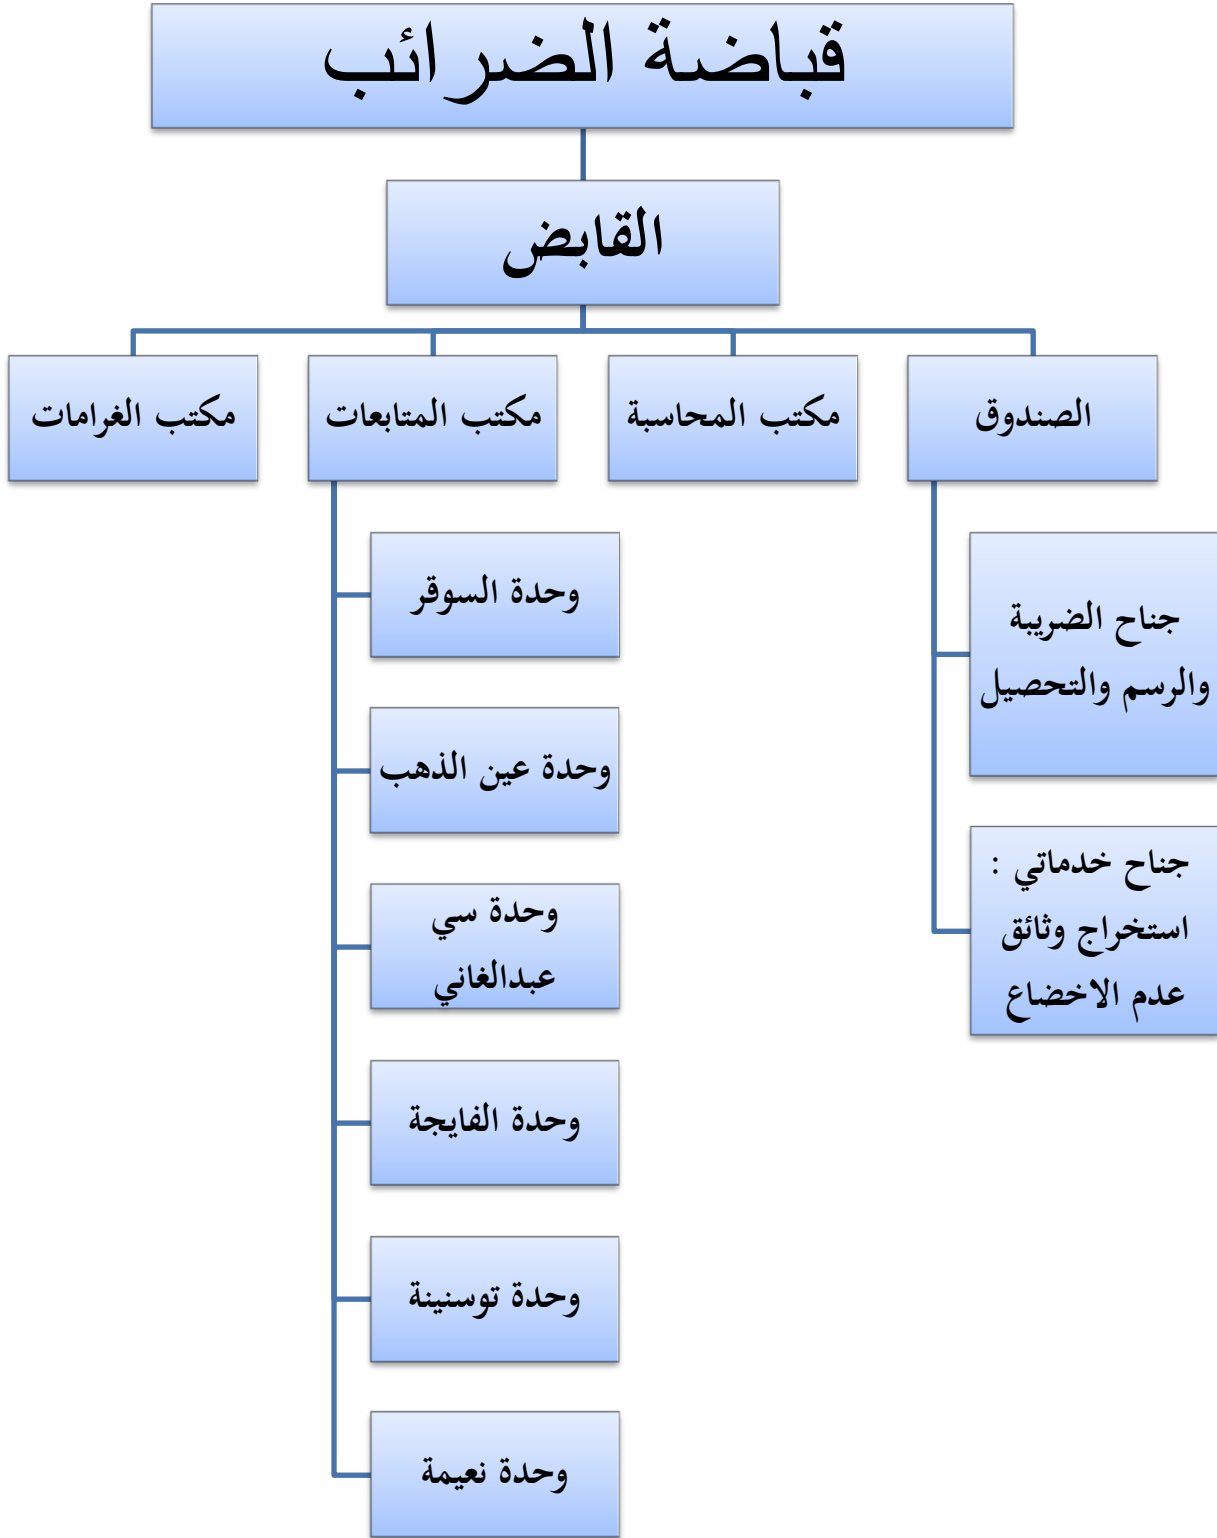 قباضة الضرائب
القابض
الصندوق
مكتب المحاسبة
مكتب المتابعات
مكتب الغرامات
جناح الضريبة
والرسم والتحصيل
جناح خدماتي :
استخراج وثائق
عدم الاخضاع
وحدة السوقر
وحدة عين الذهب
وحدة سي
عبدالغاني
وحدة الفايجة
وحدة توسنينة
وحدة نعيمة